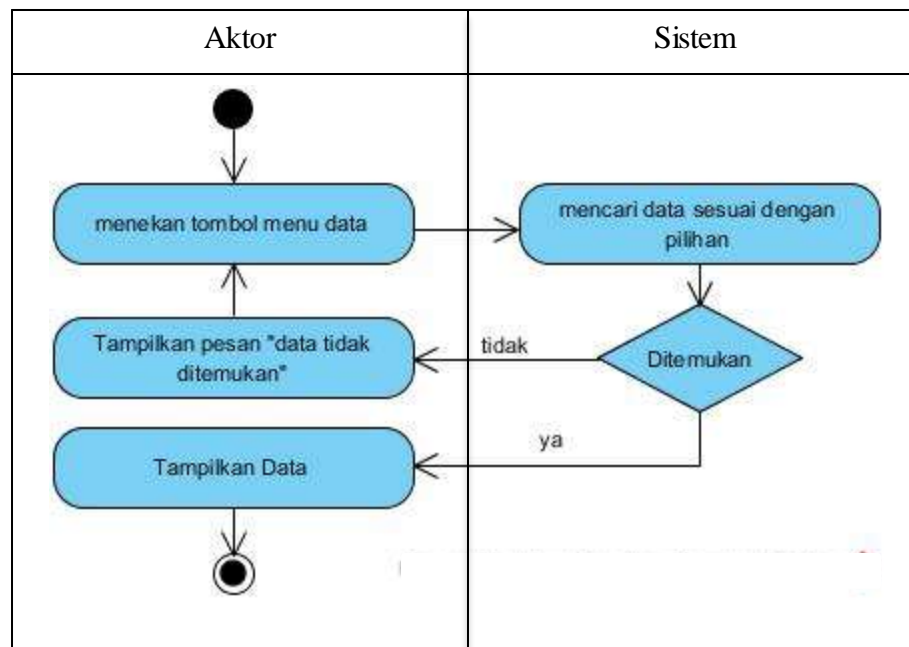 Aktor
Sistem
menekan tombol menu data
mencari data sesuai dengan
pilihan
Tampilkan pesan "data tidak
ditemukan"
tidak
Ditemukan
ya
Tampilkan Data